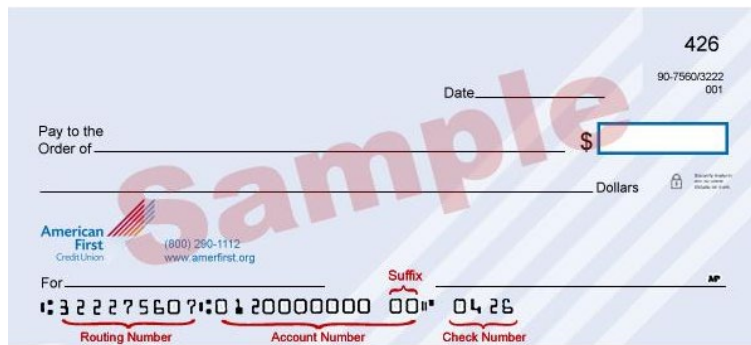 426
90-7560/3222
001
Date
Pay to the
Order of
$
Dollars
Sample
American
First
Credit Union
(800) 290-1112
www.amerfirst.org
For
Suffix
MP
⑆322275607⑆0120000000 00⑈ 0426
Routing Number
Account Number
Check Number